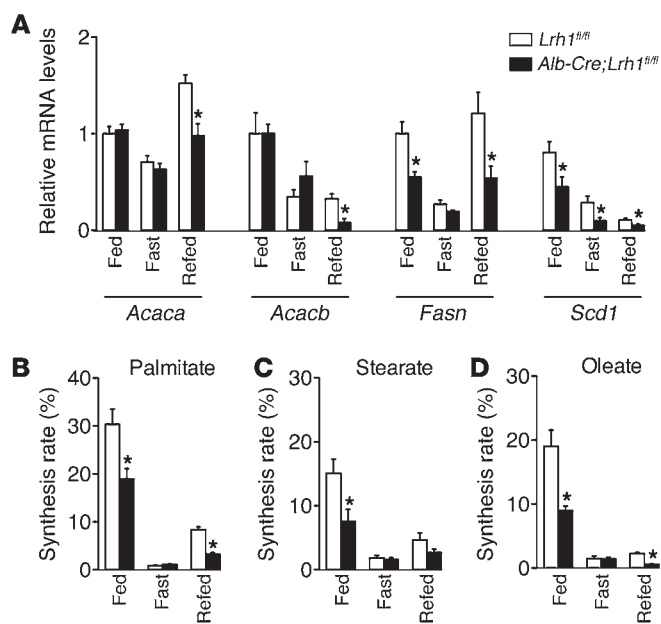 A
Relative mRNA levels
2
1
0
Lrh1fl/fl
Alb-Cre;Lrh1fl/fl
* * * * * * * *
Fed Fast Refed Fed Fast Refed Fed Fast Refed Fed Fast Refed
Acaca Acacb Fasn Scd1
B
Palmitate
Synthesis rate (%)
40
30
20
10
0
* *
Fed Fast Refed
C
Stearate
Synthesis rate (%)
30
20
10
0
*
Fed Fast Refed
D
Oleate
Synthesis rate (%)
30
20
10
0
* *
Fed Fast Refed